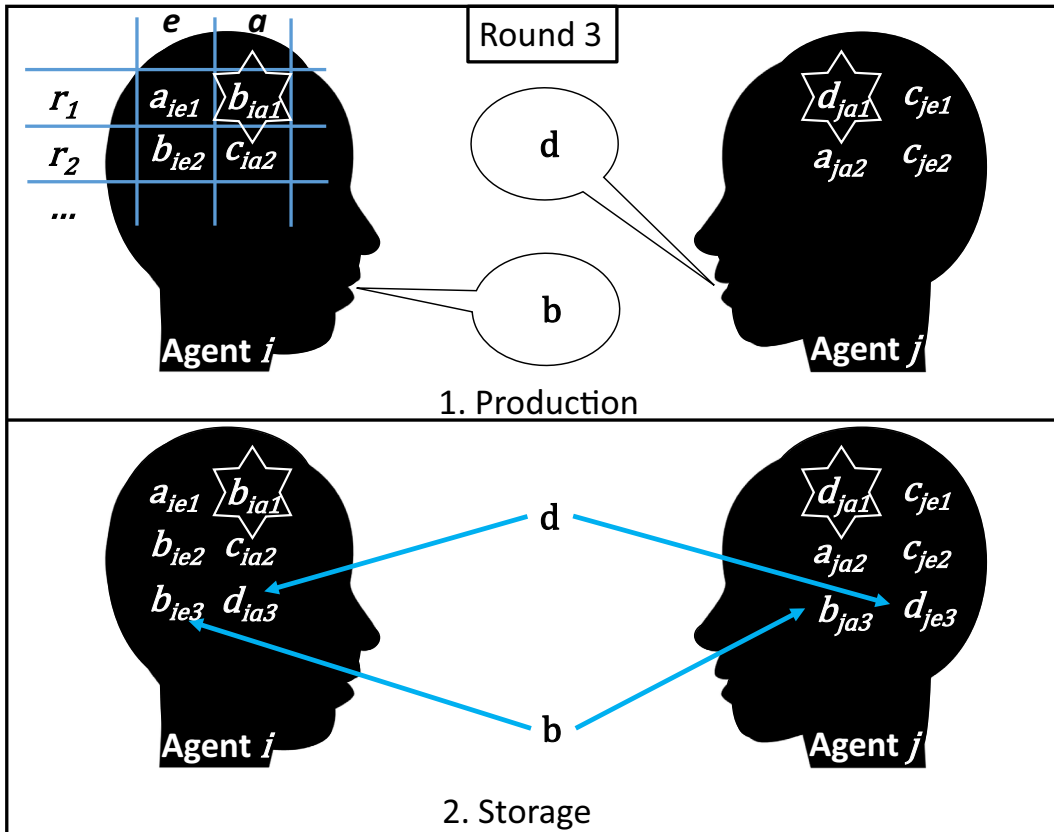 e a
Round 3
r₁ a_ie1 b_ia1 d_ja1 c_je1
d
r₂ b_ie2 c_ia2 a_ja2 c_je2
...
b
Agent i Agent j
1. Production
a_ie1 b_ia1 d_ja1 c_je1
d
b_ie2 c_ia2 a_ja2 c_je2
b_ie3 d_ia3 b_ja3 d_je3
b
Agent i Agent j
2. Storage